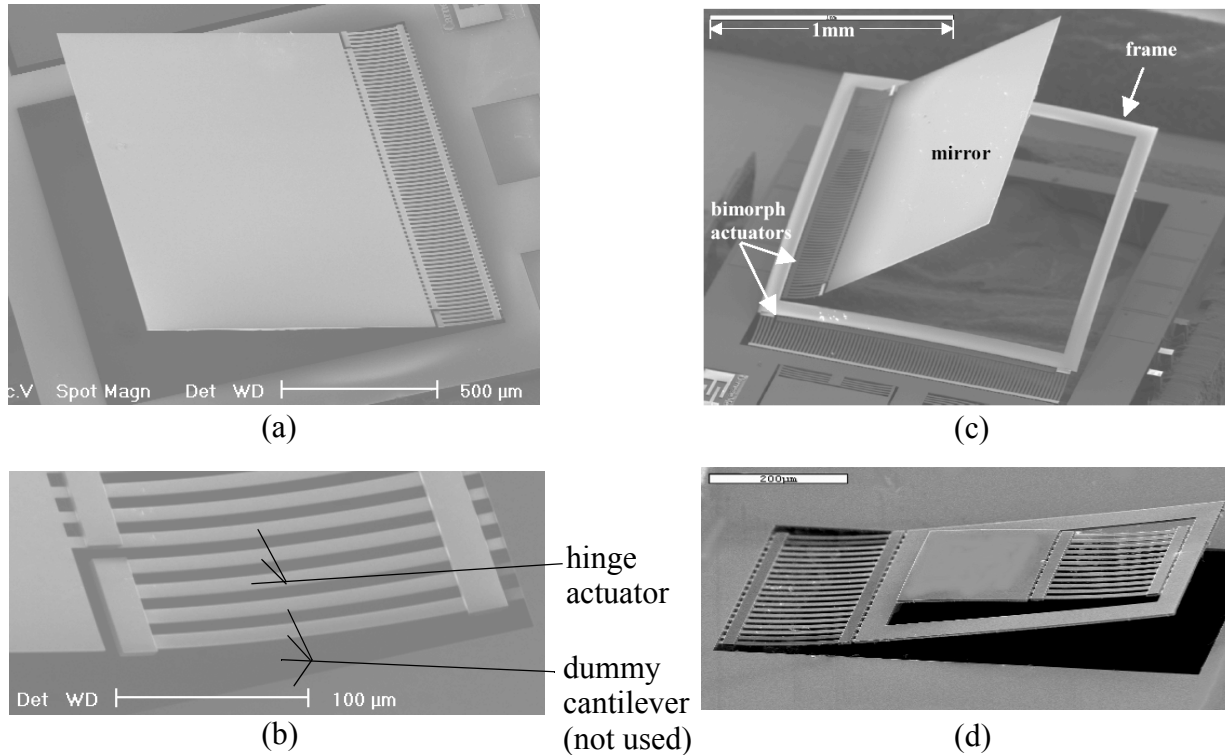 c.V Spot Magn Det WD 500 µm
(a)
1mm
frame
mirror
bimorph
actuators
(c)
Det WD 100 µm
hinge
actuator
dummy
cantilever
(not used)
(b)
200µm
(d)